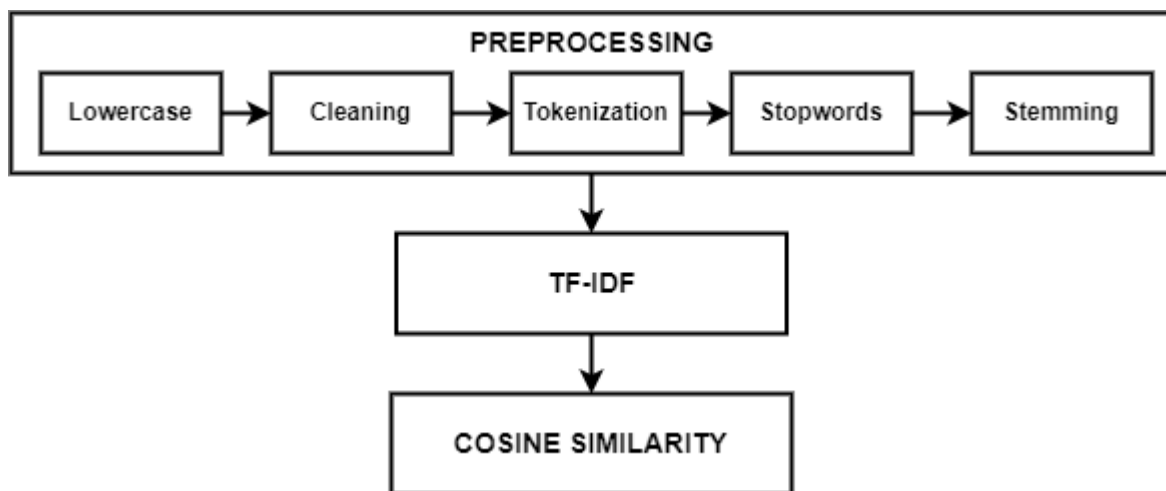 PREPROCESSING
Lowercase
Cleaning
Tokenization
Stopwords
Stemming
TF-IDF
COSINE SIMILARITY